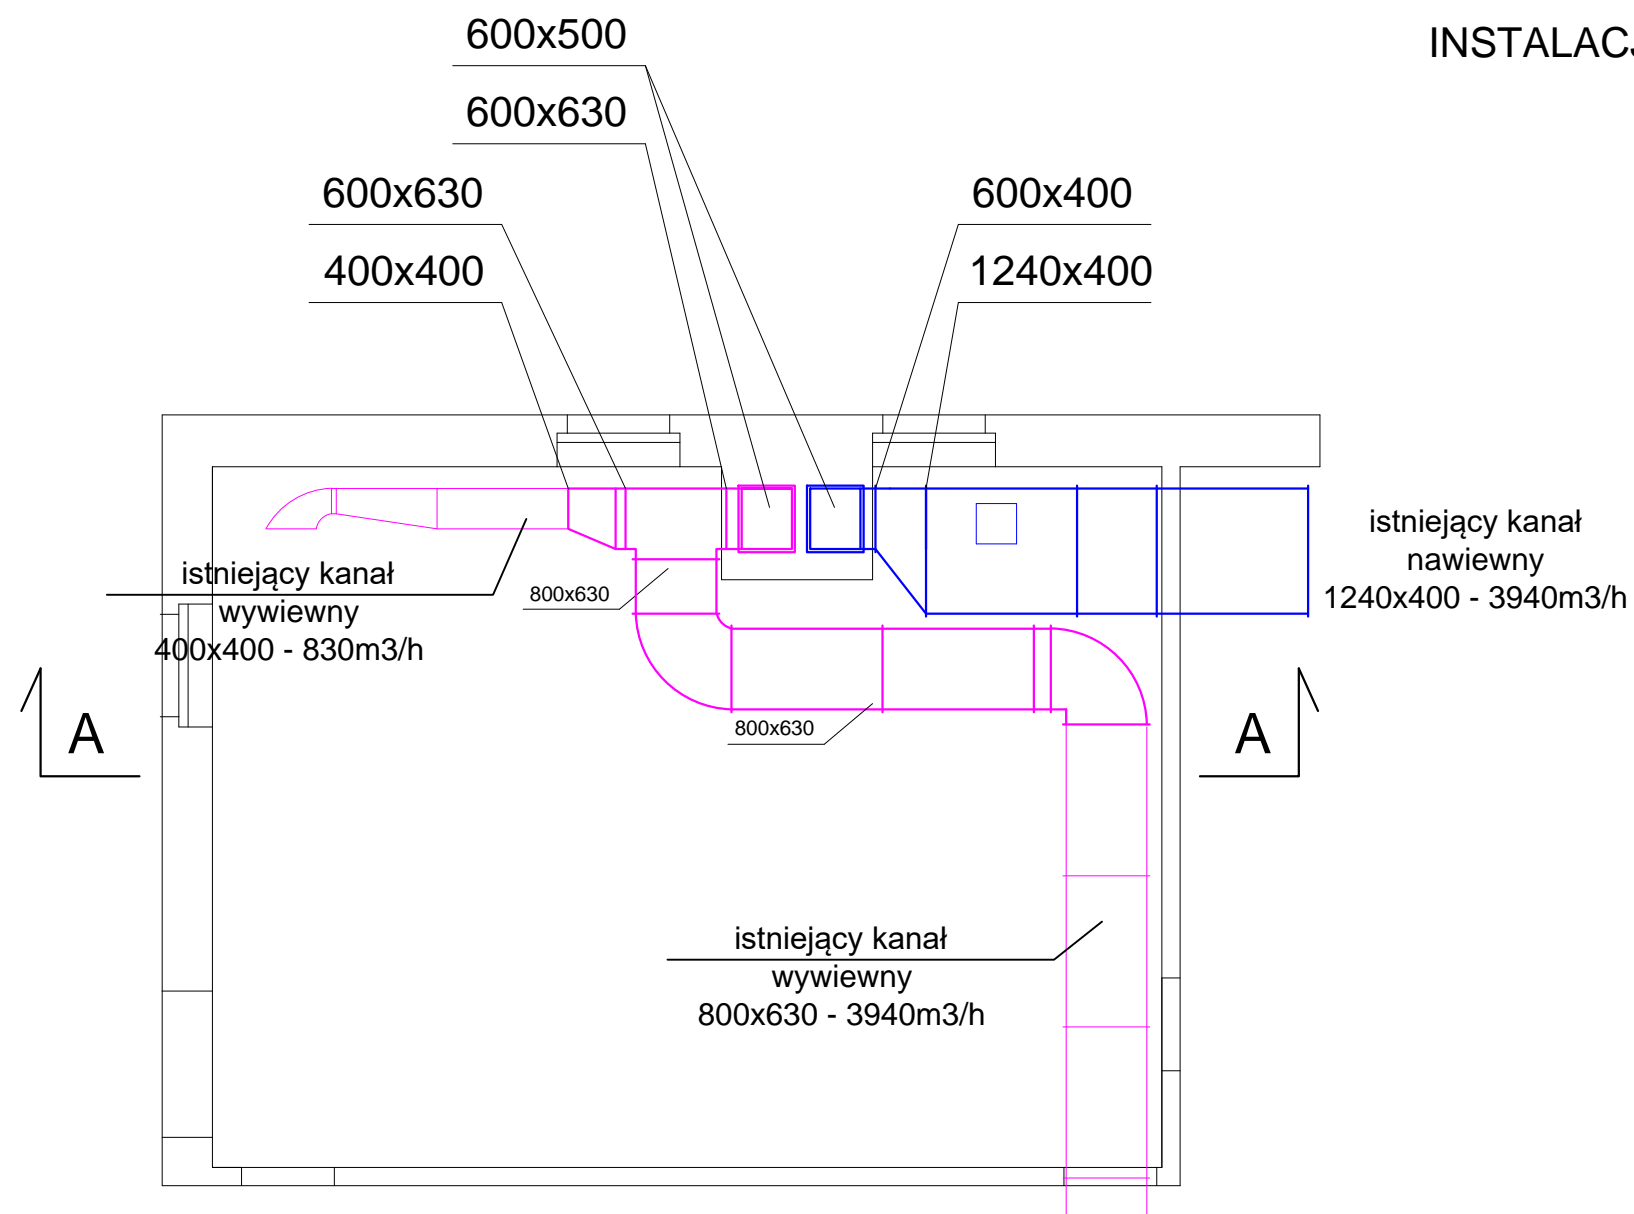 600x500
INSTALAC
600x630
600x630
600x400
400x400
1240x400
istniejący kanał
nawiewny
1240x400 - 3940m3/h
istniejący kanał
wywiewny
400x400 - 830m3/h
800x630
800x630
A
A
istniejący kanał
wywiewny
800x630 - 3940m3/h